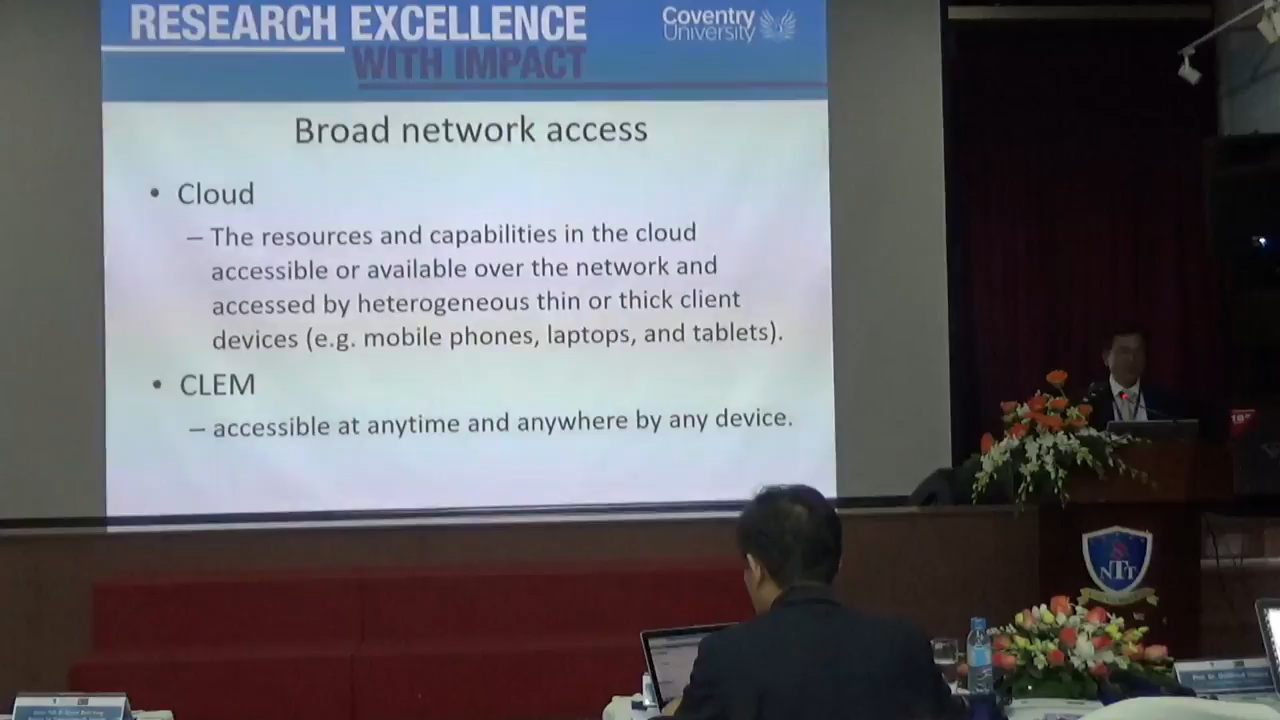 RESEARCH EXCELLENCE
WITH IMPACT
Coventry
University
Broad network access
• Cloud
– The resources and capabilities in the cloud
accessible or available over the network and
accessed by heterogeneous thin or thick client
devices (e.g. mobile phones, laptops, and tablets).
• CLEM
– accessible at anytime and anywhere by any device.
NTT